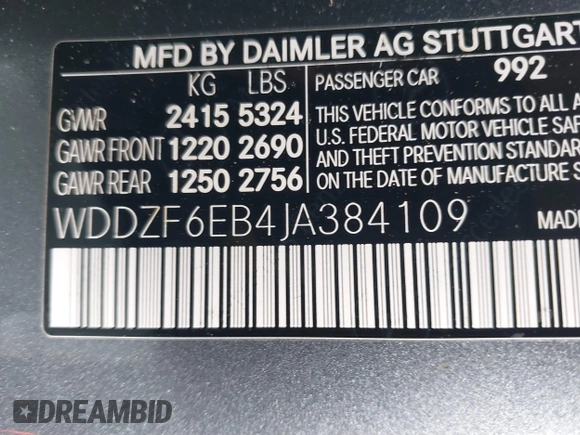 MFD BY DAIMLER AG STUTTGART
KG LBS
GVWR 2415 5324
GAWR FRONT 1220 2690
GAWR REAR 1250 2756
PASSENGER CAR 992
THIS VEHICLE CONFORMS TO ALL A
U.S. FEDERAL MOTOR VEHICLE SAF
AND THEFT PREVENTION STANDARD
ON THE DATE OF MANUFACTURE S
WDDZF6EB4JA384109 MADE
DREAMBID